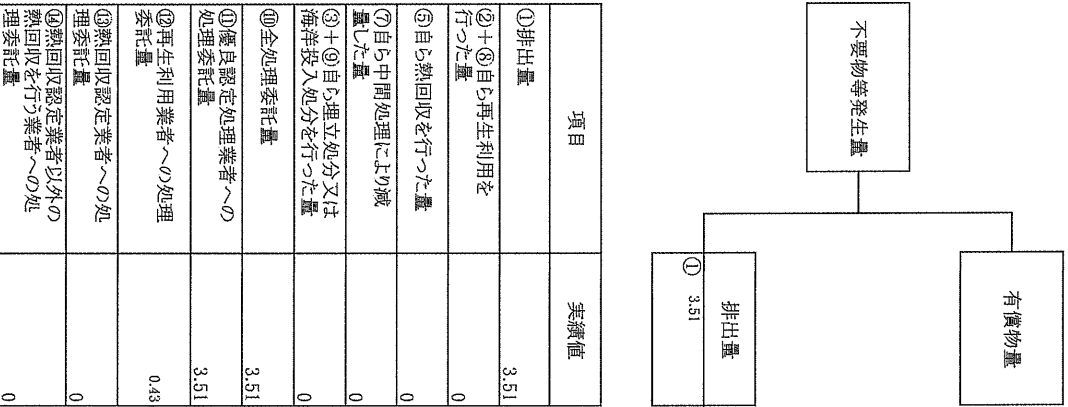 不要物等発生量
有償物量
排出量
①
3.51
項目
実績値
①排出量
3.51
②+⑧自ら再生利用を
行った量
0
⑤自ら熱回収を行った量
0
⑦自ら中間処理により減
量した量
0
③+⑨自ら埋立処分又は
海洋投入処分を行った量
0
⑩全処理委託量
3.51
⑪優良認定処理業者への
処理委託量
3.51
⑫再生利用業者への処理
委託量
0.43
⑬熱回収認定業者への処
理委託量
0
⑭熱回収認定業者以外の
熱回収を行う業者への処
理委託量
0